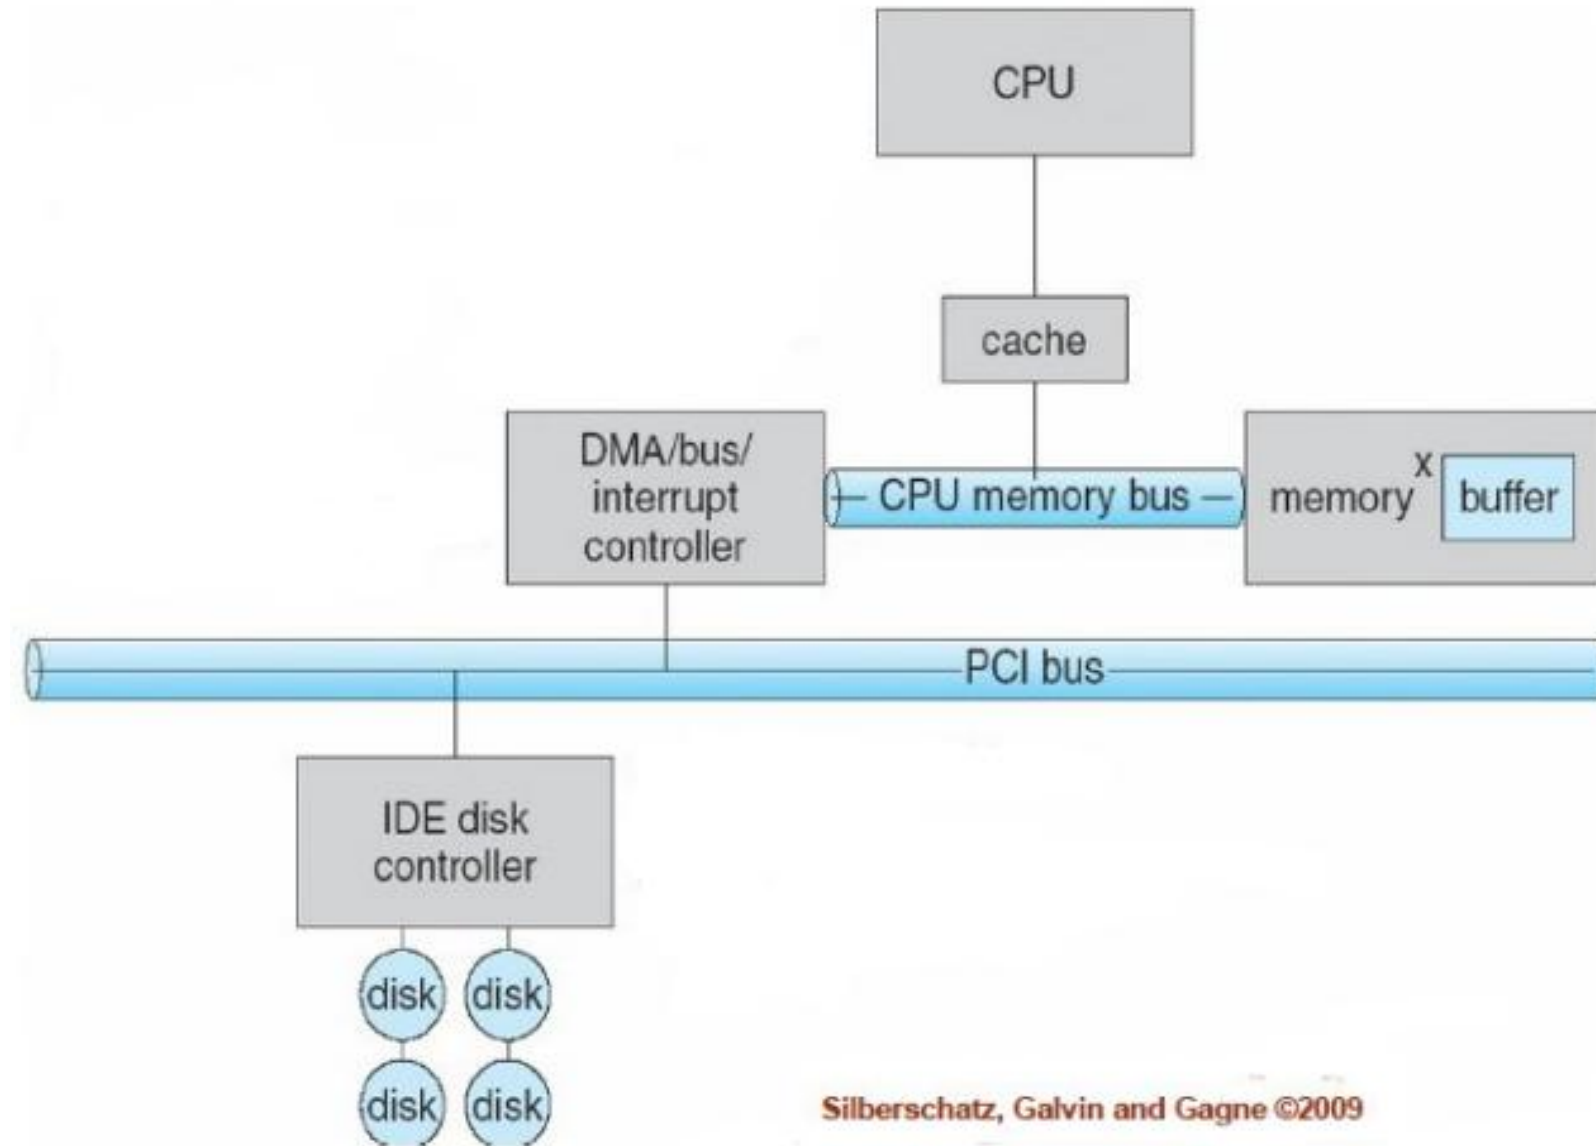 CPU
cache
DMA/bus/
interrupt
controller
CPU memory bus
memory
x
buffer
PCI bus
IDE disk
controller
disk
disk
disk
disk
Silberschatz, Galvin and Gagne ©2009